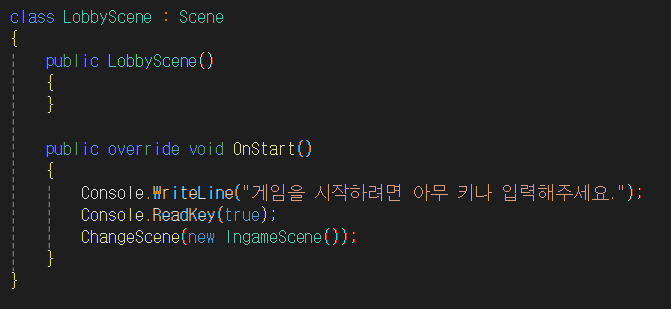 class LobbyScene : Scene
{
    public LobbyScene()
    {
    }

    public override void OnStart()
    {
        Console.WriteLine("게임을 시작하려면 아무 키나 입력해주세요.");
        Console.ReadKey(true);
        ChangeScene(new IngameScene());
    }
}